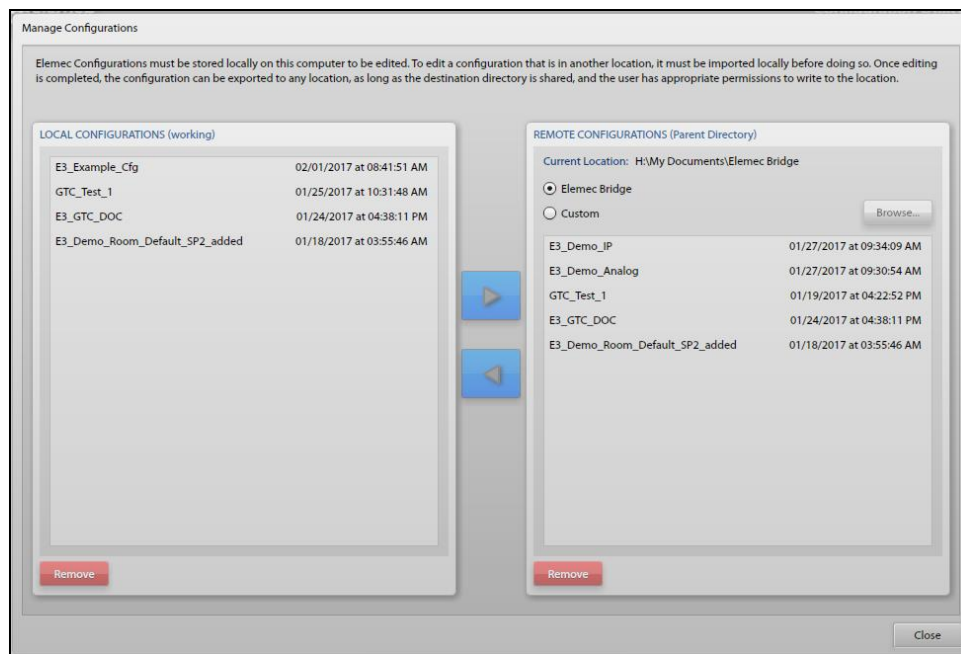 Manage Configurations
Elemec Configurations must be stored locally on this computer to be edited. To edit a configuration that is in another location, it must be imported locally before doing so. Once editing
is completed, the configuration can be exported to any location, as long as the destination directory is shared, and the user has appropriate permissions to write to the location.
LOCAL CONFIGURATIONS (working)
E3_Example_Cfg 02/01/2017 at 08:41:51 AM
GTC_Test_1 01/25/2017 at 10:31:48 AM
E3_GTC_DOC 01/24/2017 at 04:38:11 PM
E3_Demo_Room_Default_SP2_added 01/18/2017 at 03:55:46 AM
Remove
REMOTE CONFIGURATIONS (Parent Directory)
Current Location: H:\My Documents\Elemec Bridge
Elemec Bridge
Custom
Browse...
E3_Demo_IP 01/27/2017 at 09:34:09 AM
E3_Demo_Analog 01/27/2017 at 09:30:54 AM
GTC_Test_1 01/19/2017 at 04:22:52 PM
E3_GTC_DOC 01/24/2017 at 04:38:11 PM
E3_Demo_Room_Default_SP2_added 01/18/2017 at 03:55:46 AM
Remove
Close